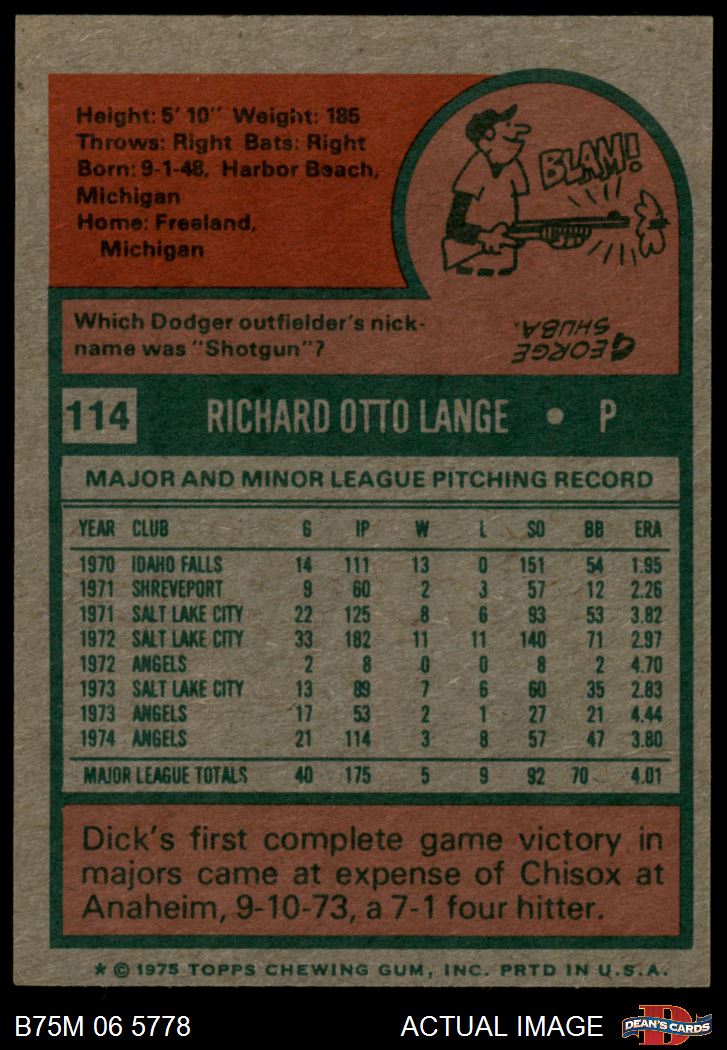 Height: 5' 10" Weight: 185
Throws: Right Bats: Right
Born: 9-1-48, Harbor Beach,
Michigan
Home: Freeland,
Michigan
BLAM!
Which Dodger outfielder's nick-
name was "Shotgun"?
GEORGE
SHUBA.
114 RICHARD OTTO LANGE • P
MAJOR AND MINOR LEAGUE PITCHING RECORD
YEAR CLUB G IP W L SO BB ERA
1970 IDAHO FALLS 14 111 13 0 151 54 1.95
1971 SHREVEPORT 9 60 2 3 57 12 2.26
1971 SALT LAKE CITY 22 125 8 6 93 53 3.82
1972 SALT LAKE CITY 33 182 11 11 140 71 2.97
1972 ANGELS 2 8 0 0 8 2 4.70
1973 SALT LAKE CITY 13 89 7 6 60 35 2.83
1973 ANGELS 17 53 2 1 27 21 4.44
1974 ANGELS 21 114 3 8 57 47 3.80
MAJOR LEAGUE TOTALS 40 175 5 9 92 70 4.01
Dick's first complete game victory in
majors came at expense of Chisox at
Anaheim, 9-10-73, a 7-1 four hitter.
* © 1975 TOPPS CHEWING GUM, INC. PRTD IN U.S.A.
B75M 06 5778 ACTUAL IMAGE D DEAN'S CARDS